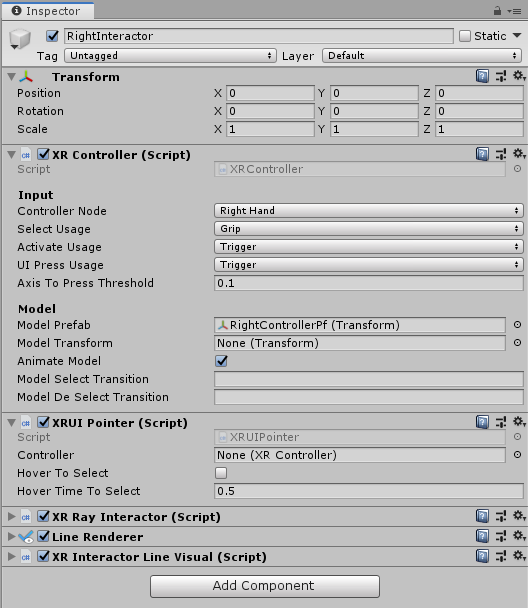 Inspector
RightInteractor Static
Tag Untagged Layer Default
Transform
Position X 0 Y 0 Z 0
Rotation X 0 Y 0 Z 0
Scale X 1 Y 1 Z 1
XR Controller (Script)
Script XRController
Input
Controller Node Right Hand
Select Usage Grip
Activate Usage Trigger
UI Press Usage Trigger
Axis To Press Threshold 0.1
Model
Model Prefab RightControllerPf (Transform)
Model Transform None (Transform)
Animate Model
Model Select Transition
Model De Select Transition
XRUI Pointer (Script)
Script XRUIPointer
Controller None (XR Controller)
Hover To Select
Hover Time To Select 0.5
XR Ray Interactor (Script)
Line Renderer
XR Interactor Line Visual (Script)
Add Component